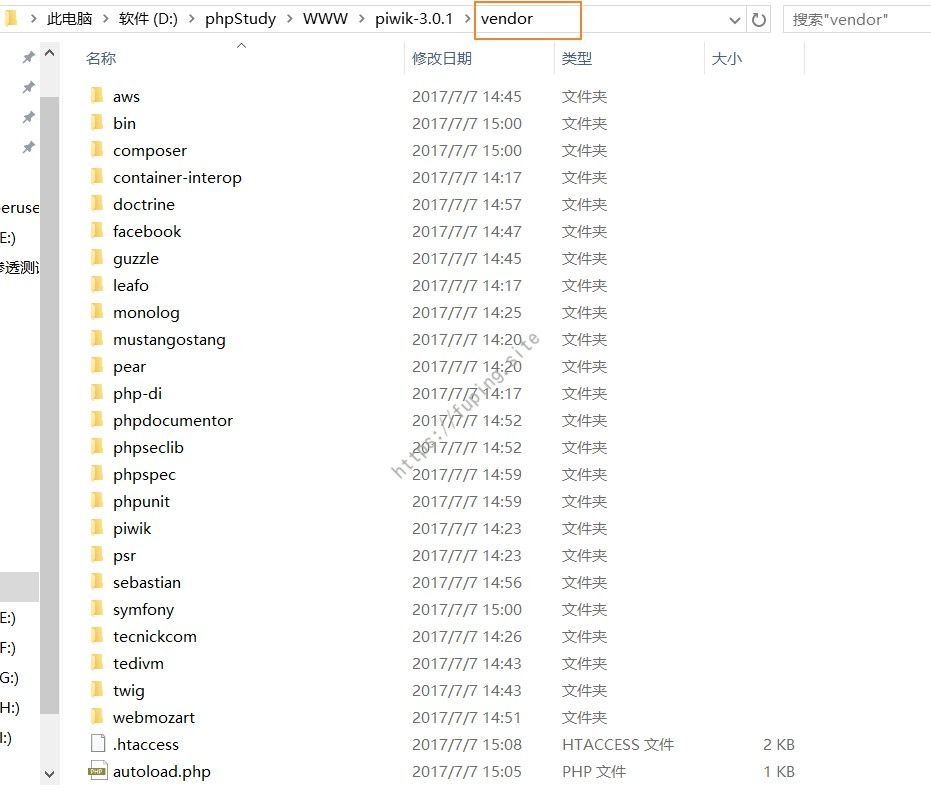 此电脑 软件 (D:) phpStudy WWW piwik-3.0.1 vendor 搜索"vendor"
名称 修改日期 类型 大小
aws 2017/7/7 14:45 文件夹
bin 2017/7/7 15:00 文件夹
composer 2017/7/7 15:00 文件夹
container-interop 2017/7/7 14:17 文件夹
doctrine 2017/7/7 14:57 文件夹
eruse facebook 2017/7/7 14:47 文件夹
E:) guzzle 2017/7/7 14:45 文件夹
渗透测试 leafo 2017/7/7 14:17 文件夹
monolog 2017/7/7 14:25 文件夹
mustangostang 2017/7/7 14:20 文件夹
pear 2017/7/7 14:20 文件夹
php-di 2017/7/7 14:17 文件夹
phpdocumentor 2017/7/7 14:52 文件夹
phpseclib 2017/7/7 14:52 文件夹
phpspec 2017/7/7 14:59 文件夹
phpunit 2017/7/7 14:59 文件夹
piwik 2017/7/7 14:23 文件夹
psr 2017/7/7 14:23 文件夹
sebastian 2017/7/7 14:56 文件夹
E:) symfony 2017/7/7 15:00 文件夹
F:) tecnickcom 2017/7/7 14:26 文件夹
G:) tedivm 2017/7/7 14:43 文件夹
twig 2017/7/7 14:43 文件夹
H:) webmozart 2017/7/7 14:51 文件夹
I:) .htaccess 2017/7/7 15:08 HTACCESS 文件 2 KB
autoload.php 2017/7/7 15:05 PHP 文件 1 KB
https://fuping.site